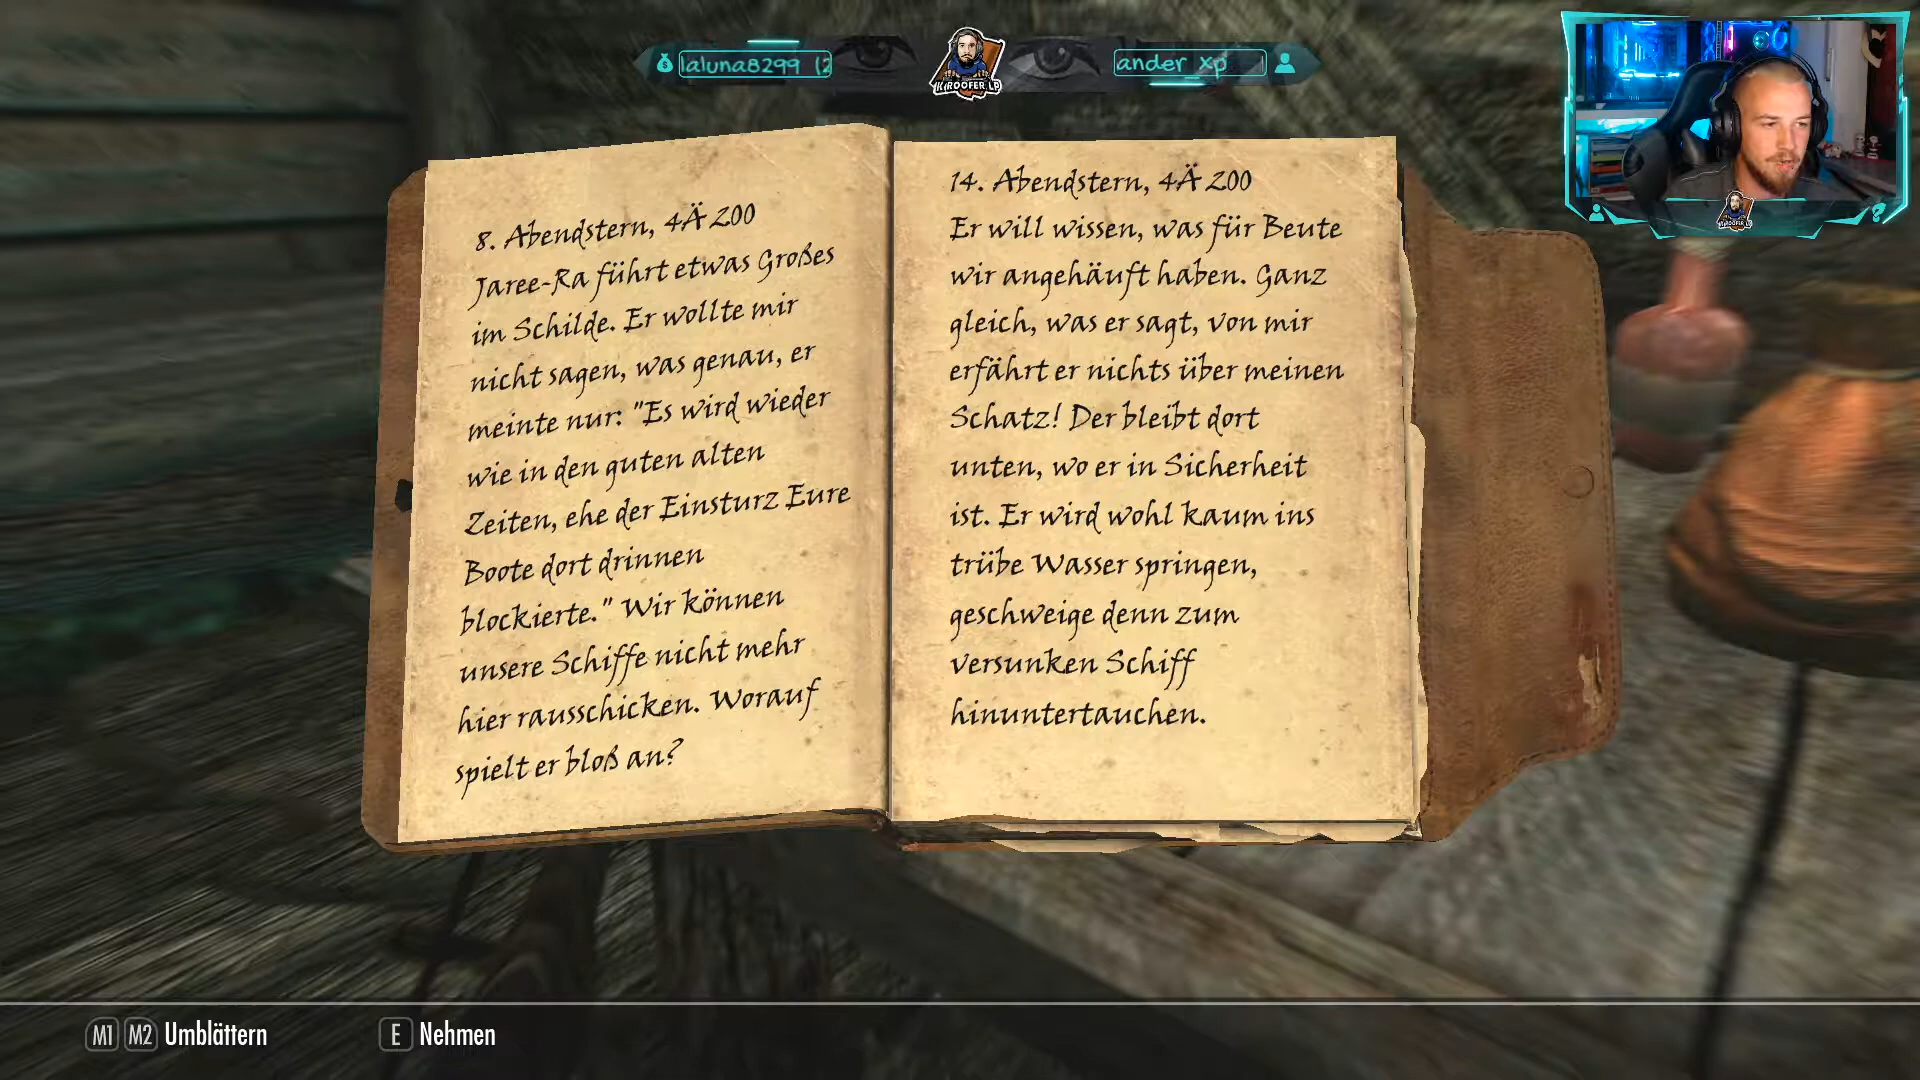 laluna8299 (2
KROOFER LP
ander_xp
8. Abendstern, 4Ä 200
Jaree-Ra führt etwas Großes
im Schilde. Er wollte mir
nicht sagen, was genau, er
meinte nur: "Es wird wieder
wie in den guten alten
Zeiten, ehe der Einsturz Eure
Boote dort drinnen
blockierte." Wir können
unsere Schiffe nicht mehr
hier rausschicken. Worauf
spielt er bloß an?
14. Abendstern, 4Ä 200
Er will wissen, was für Beute
wir angehäuft haben. Ganz
gleich, was er sagt, von mir
erfährt er nichts über meinen
Schatz! Der bleibt dort
unten, wo er in Sicherheit
ist. Er wird wohl kaum ins
trübe Wasser springen,
geschweige denn zum
versunken Schiff
hinuntertauchen.
M1 M2 Umblättern
E Nehmen